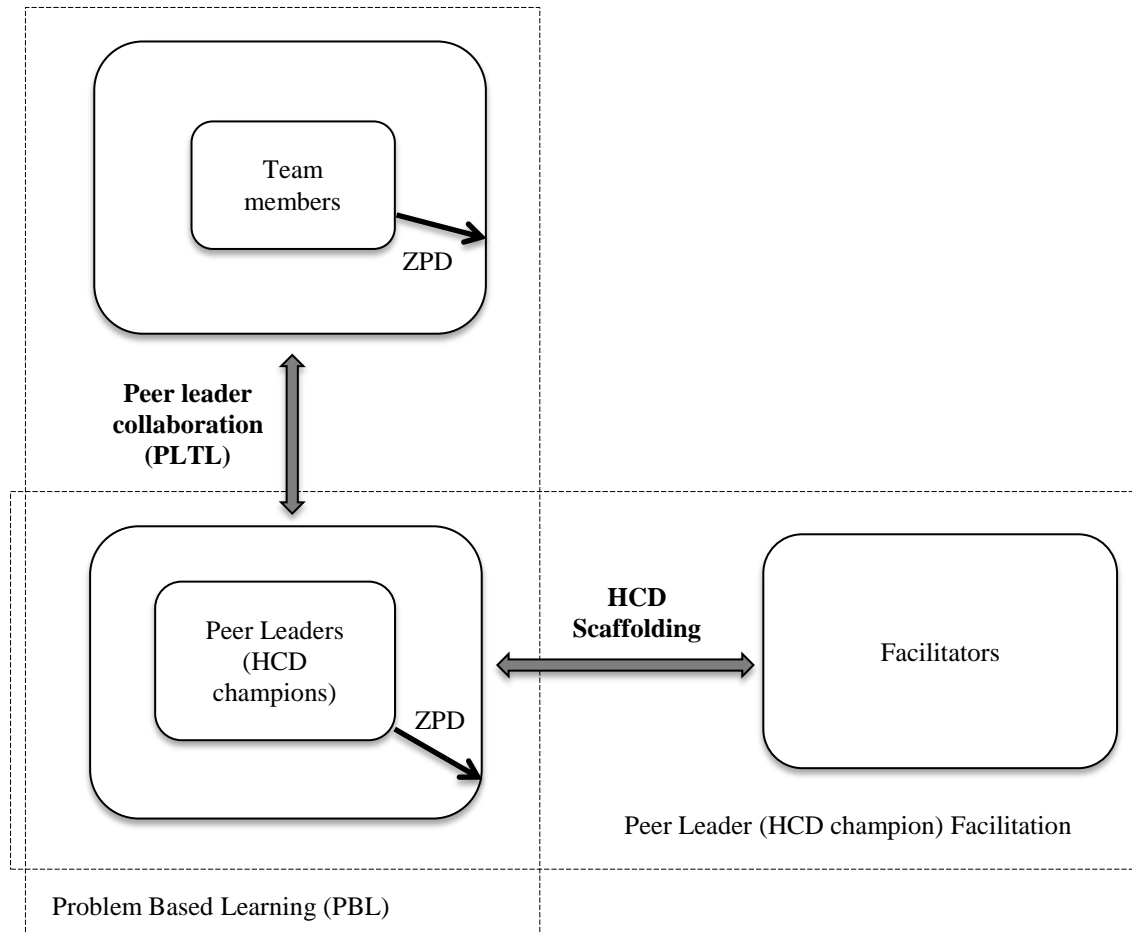 Team
members
ZPD
Peer leader
collaboration
(PLTL)
Peer Leaders
(HCD
champions)
ZPD
HCD
Scaffolding
Facilitators
Peer Leader (HCD champion) Facilitation
Problem Based Learning (PBL)